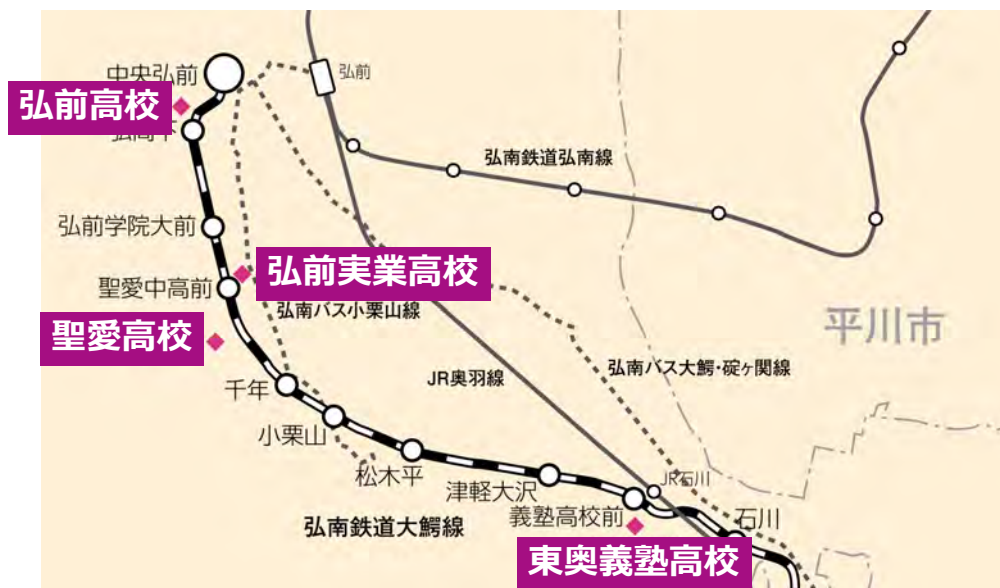 中央弘前
弘前
弘前高校
弘南鉄道弘南線
弘前学院大前
弘前実業高校
聖愛中高前
弘南バス小栗山線
平川市
聖愛高校
弘南バス大鰐・碇ヶ関線
JR奥羽線
千年
小栗山
松木平
JR石川
津軽大沢
義塾高校前
石川
弘南鉄道大鰐線
東奥義塾高校